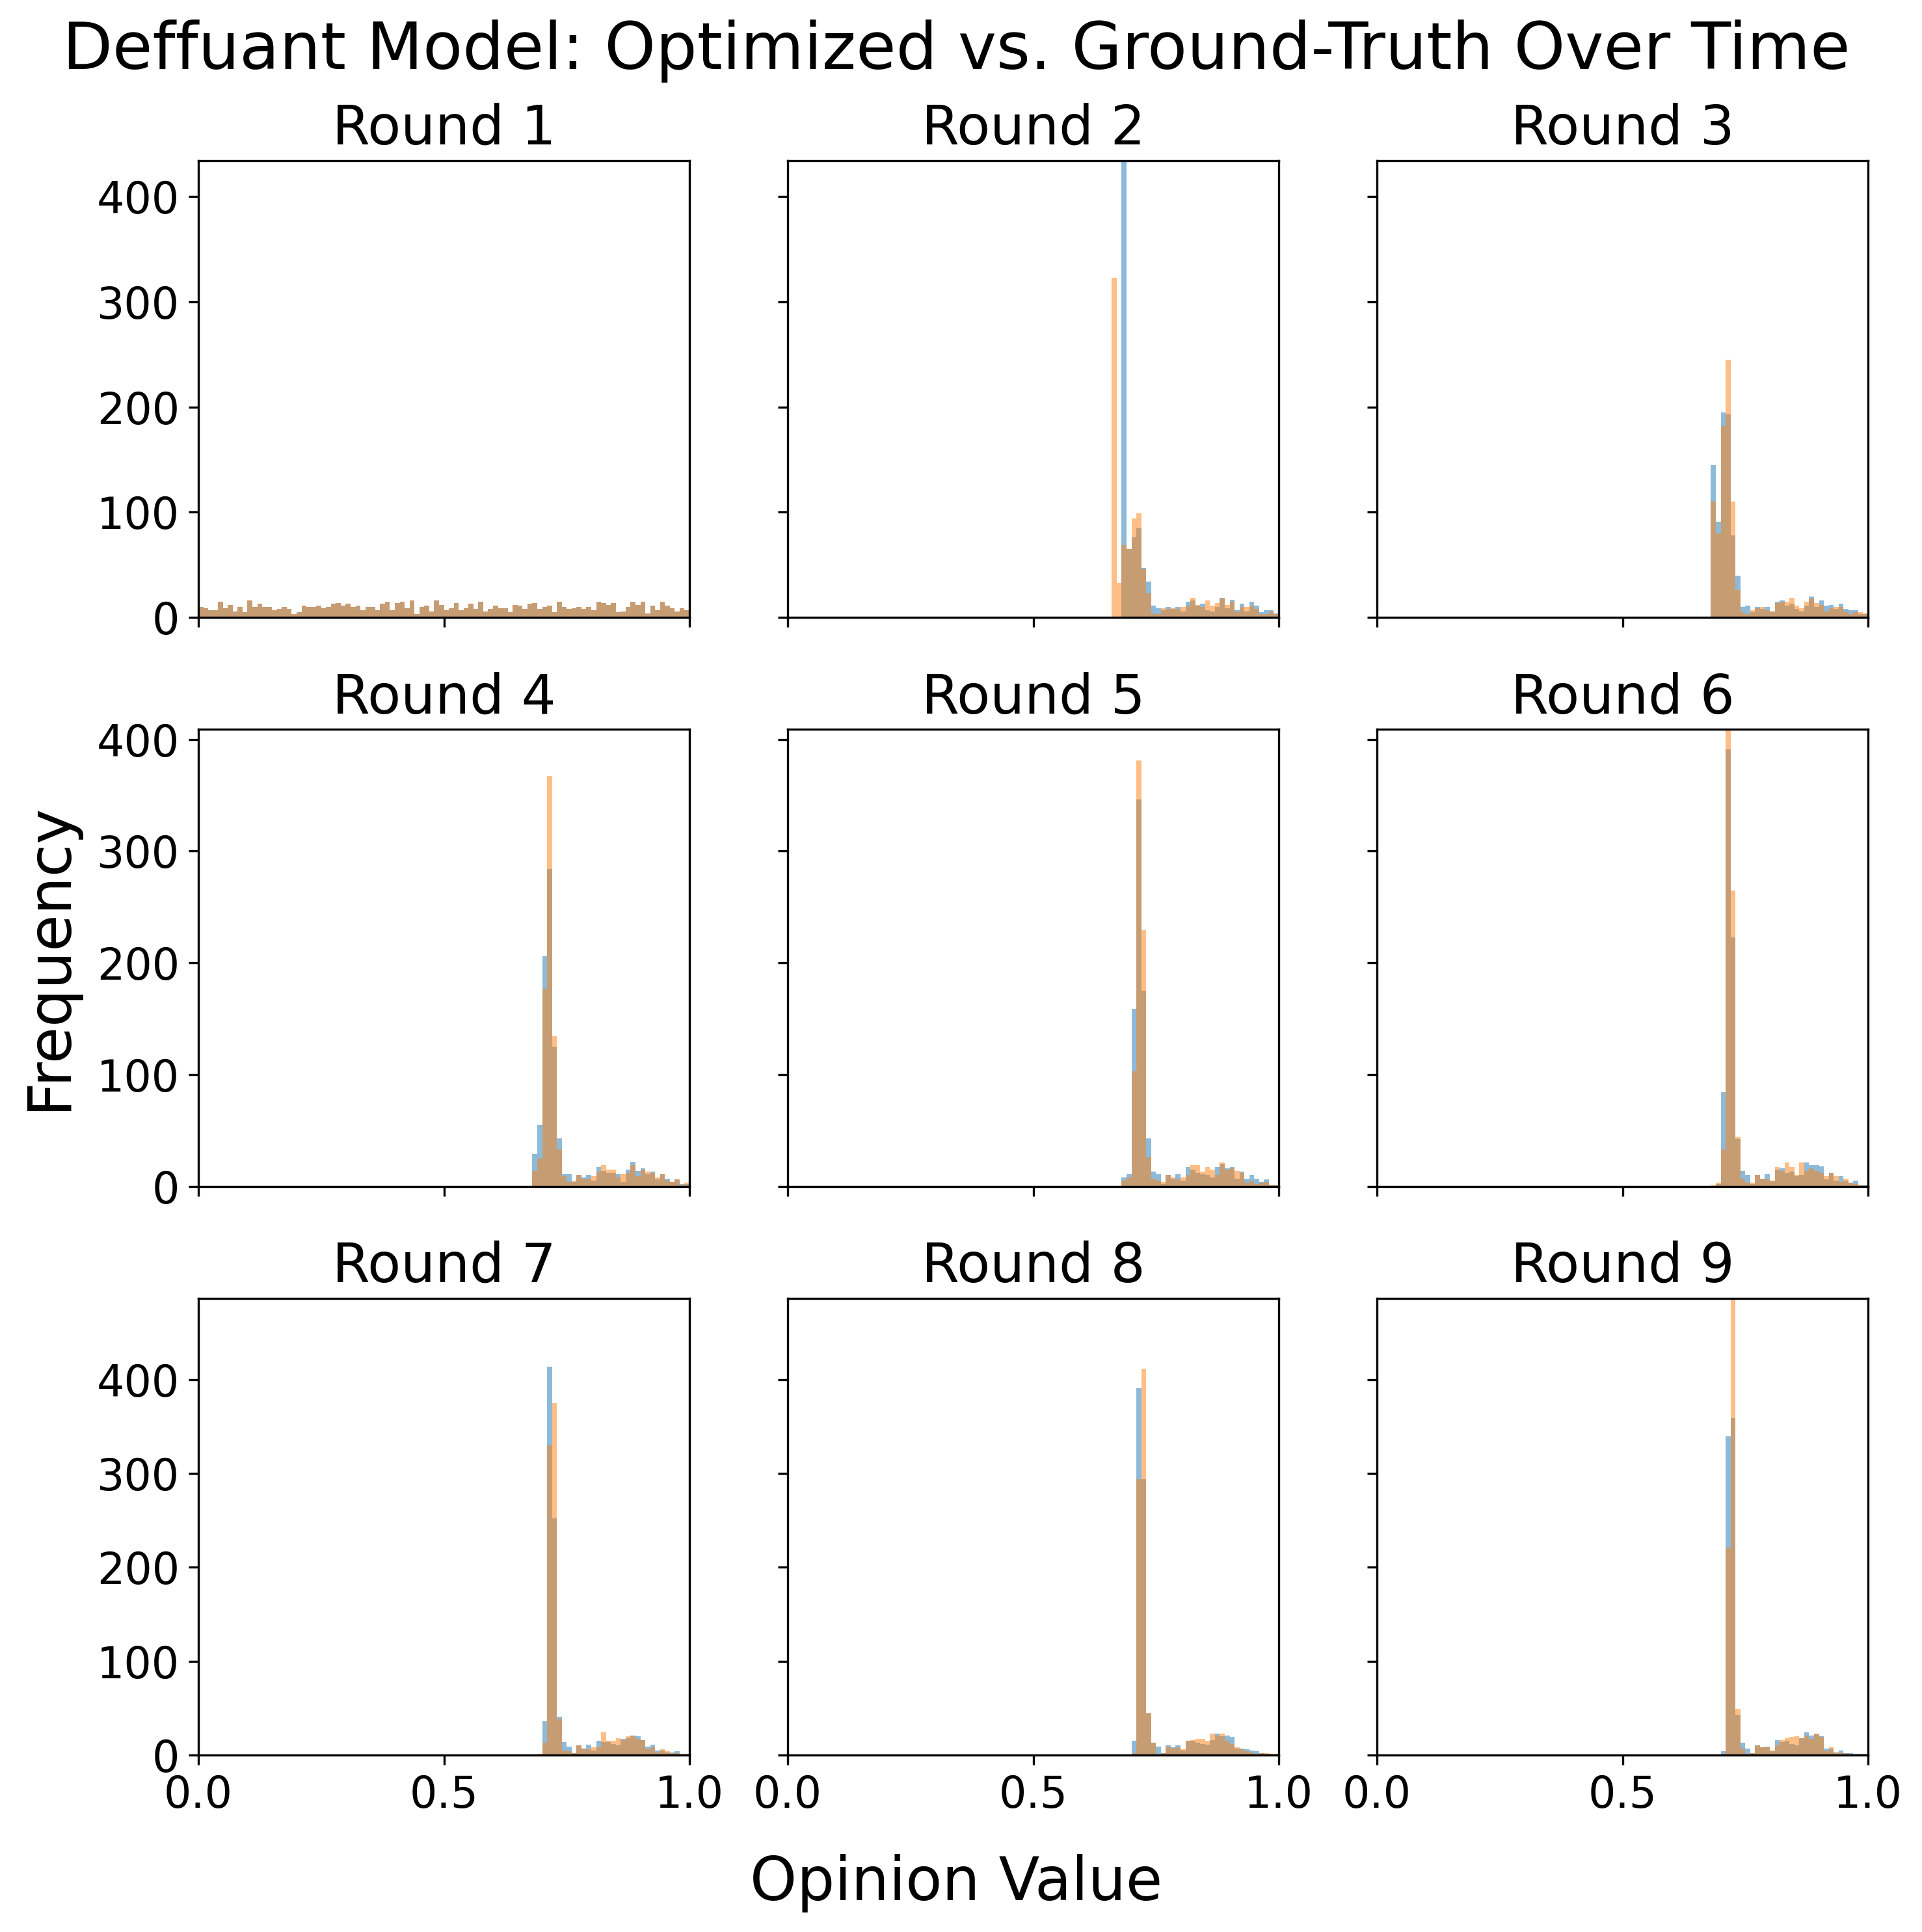 Deffuant Model: Optimized vs. Ground-Truth Over Time
Round 1
Round 2
Round 3
400
300
200
100
0
Round 4
Round 5
Round 6
400
300
200
100
0
Frequency
Round 7
Round 8
Round 9
400
300
200
100
0
0.0 0.5 1.0
0.0 0.5 1.0
0.0 0.5 1.0
Opinion Value